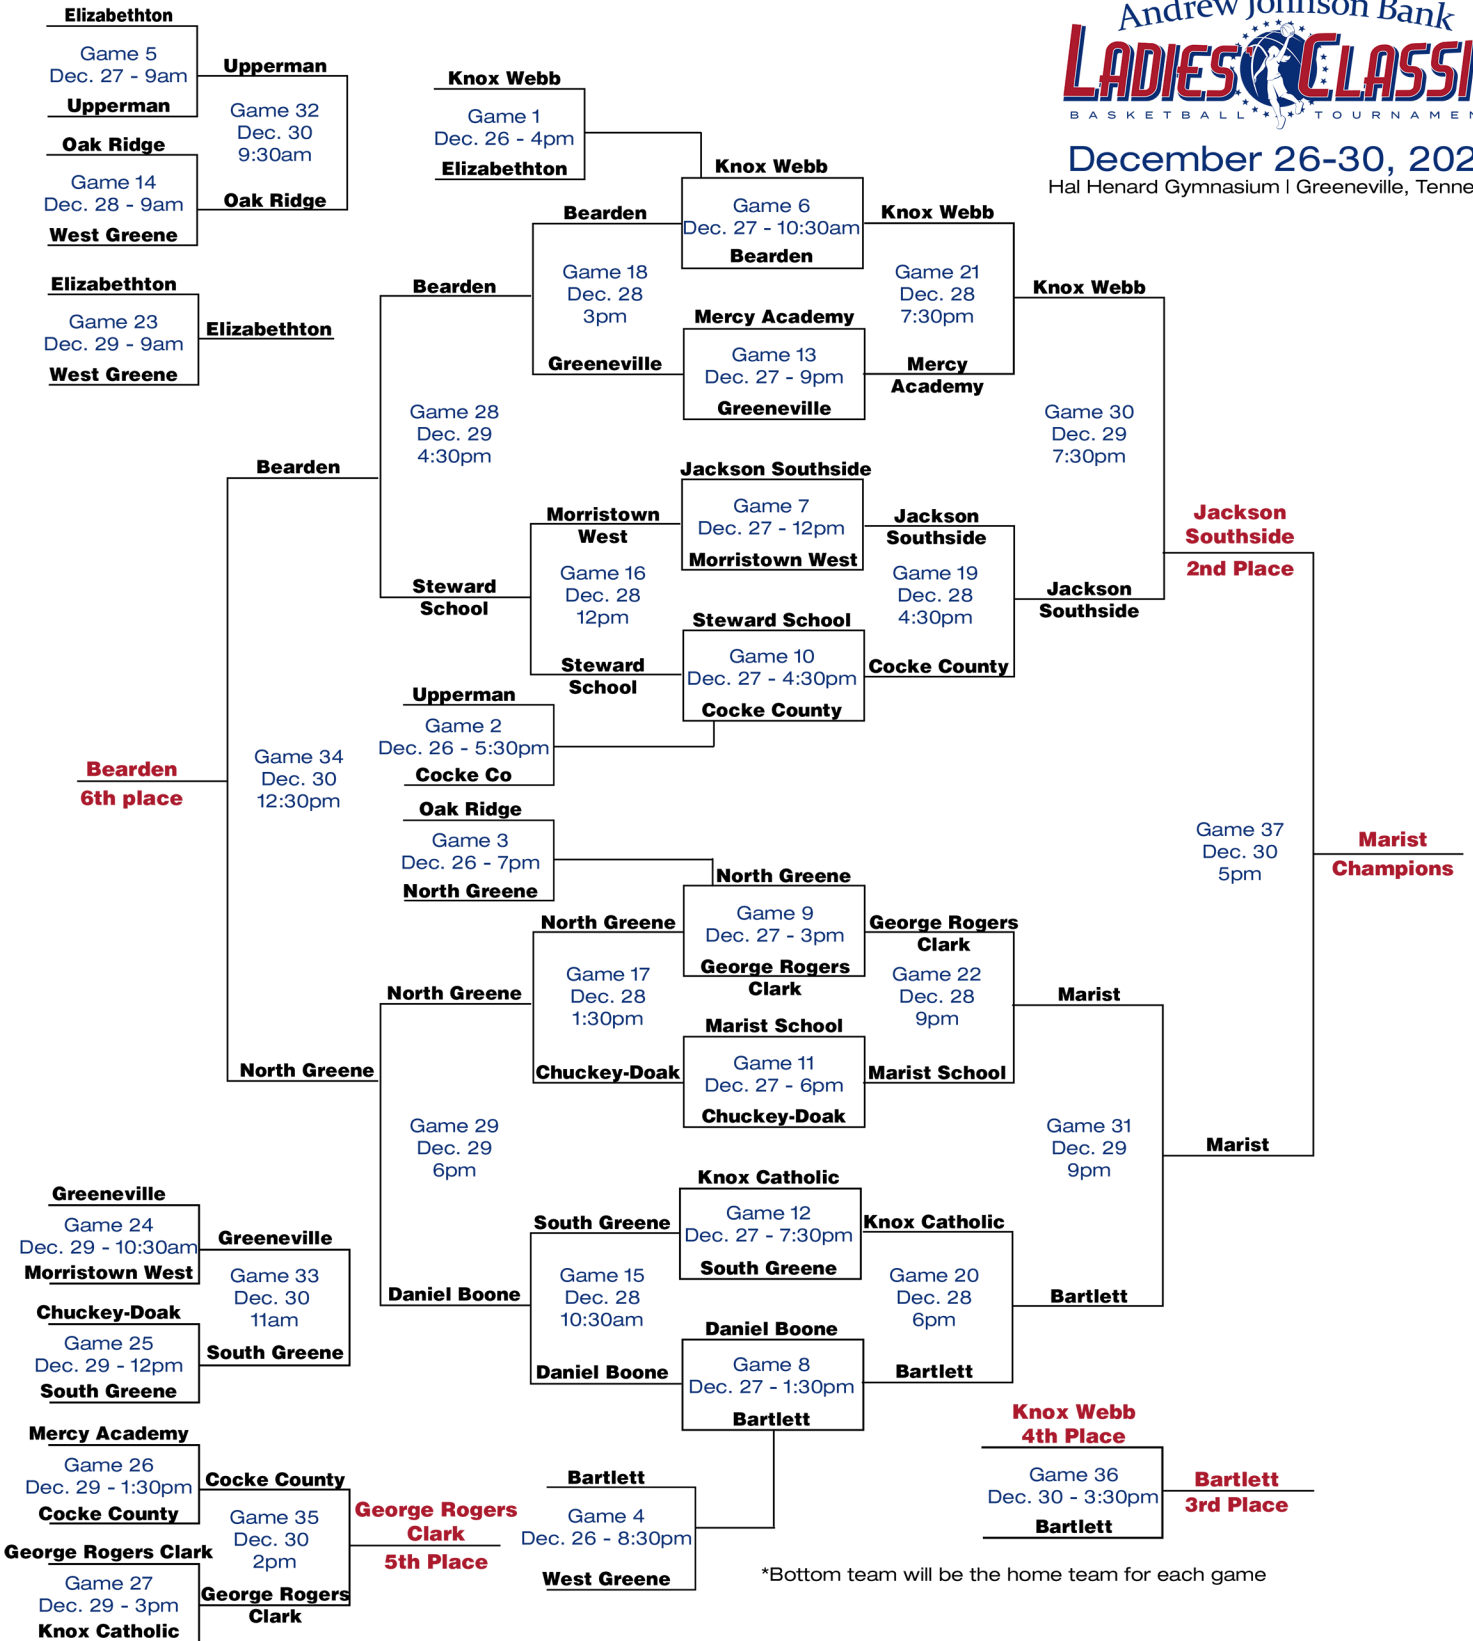 Andrew Johnson Bank
LADIES CLASSI
BASKETBALL TOURNAMEN
December 26-30, 202
Hal Henard Gymnasium | Greeneville, Tenne
Elizabethton
Game 5
Dec. 27 - 9am
Upperman
Upperman
Game 32
Dec. 30
9:30am
Oak Ridge
Oak Ridge
Game 14
Dec. 28 - 9am
West Greene
Elizabethton
Game 23
Dec. 29 - 9am
West Greene
Elizabethton
Knox Webb
Game 1
Dec. 26 - 4pm
Elizabethton
Knox Webb
Game 6
Dec. 27 - 10:30am
Bearden
Bearden
Game 18
Dec. 28
3pm
Greeneville
Mercy Academy
Game 13
Dec. 27 - 9pm
Greeneville
Knox Webb
Game 21
Dec. 28
7:30pm
Mercy
Academy
Knox Webb
Game 30
Dec. 29
7:30pm
Jackson
Southside
Bearden
Game 28
Dec. 29
4:30pm
Steward
School
Jackson Southside
Game 7
Dec. 27 - 12pm
Morristown West
Morristown
West
Game 16
Dec. 28
12pm
Steward
School
Steward School
Game 10
Dec. 27 - 4:30pm
Cocke County
Jackson
Southside
Game 19
Dec. 28
4:30pm
Cocke County
Jackson
Southside
2nd Place
Upperman
Game 2
Dec. 26 - 5:30pm
Cocke Co
Bearden
Game 34
Dec. 30
12:30pm
North Greene
Bearden
6th place
Oak Ridge
Game 3
Dec. 26 - 7pm
North Greene
North Greene
Game 9
Dec. 27 - 3pm
George Rogers
Clark
North Greene
Game 17
Dec. 28
1:30pm
Chuckey-Doak
Marist School
Game 11
Dec. 27 - 6pm
Chuckey-Doak
George Rogers
Clark
Game 22
Dec. 28
9pm
Marist School
Marist
Game 31
Dec. 29
9pm
Bartlett
Game 37
Dec. 30
5pm
Marist
Marist
Champions
North Greene
Game 29
Dec. 29
6pm
Daniel Boone
Knox Catholic
Game 12
Dec. 27 - 7:30pm
South Greene
South Greene
Game 15
Dec. 28
10:30am
Daniel Boone
Daniel Boone
Game 8
Dec. 27 - 1:30pm
Bartlett
Knox Catholic
Game 20
Dec. 28
6pm
Bartlett
Greeneville
Game 24
Dec. 29 - 10:30am
Morristown West
Greeneville
Game 33
Dec. 30
11am
South Greene
Chuckey-Doak
Game 25
Dec. 29 - 12pm
South Greene
Mercy Academy
Game 26
Dec. 29 - 1:30pm
Cocke County
Cocke County
Game 35
Dec. 30
2pm
George Rogers
Clark
George Rogers Clark
Game 27
Dec. 29 - 3pm
Knox Catholic
George Rogers
Clark
5th Place
Bartlett
Game 4
Dec. 26 - 8:30pm
West Greene
Knox Webb
4th Place
Game 36
Dec. 30 - 3:30pm
Bartlett
Bartlett
3rd Place
*Bottom team will be the home team for each game